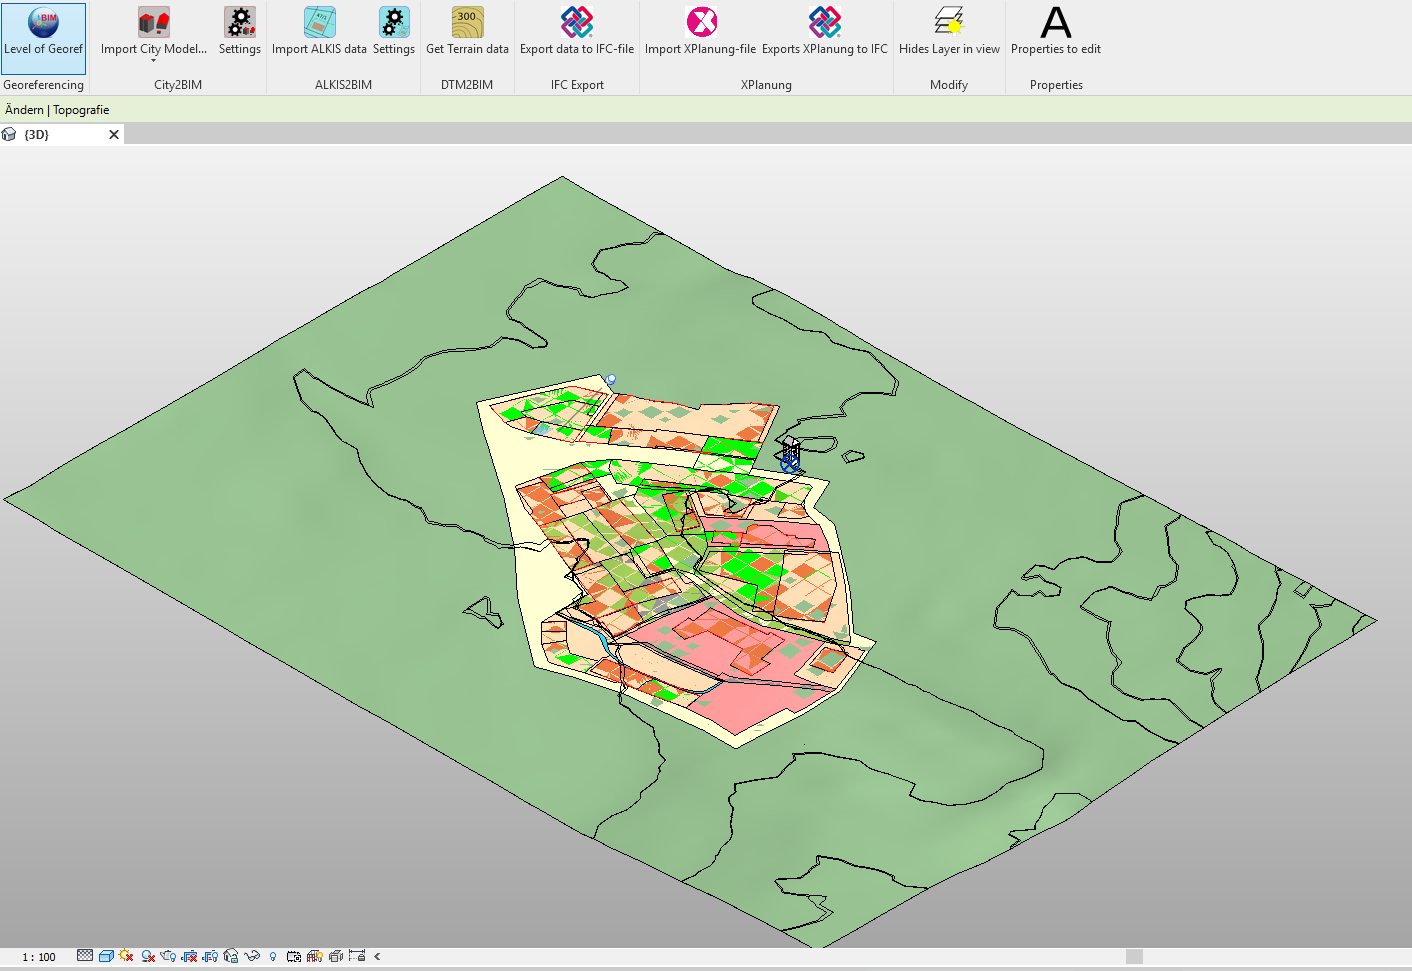 iBIM
300
Level of Georef
Import City Model...
Settings
Import ALKIS data
Settings
Get Terrain data
Export data to IFC-file
Import XPlanung-file
Exports XPlanung to IFC
Hides Layer in view
Properties to edit
Georeferencing
City2BIM
ALKIS2BIM
DTM2BIM
IFC Export
XPlanung
Modify
Properties
Ändern | Topografie
{3D}
1 : 100